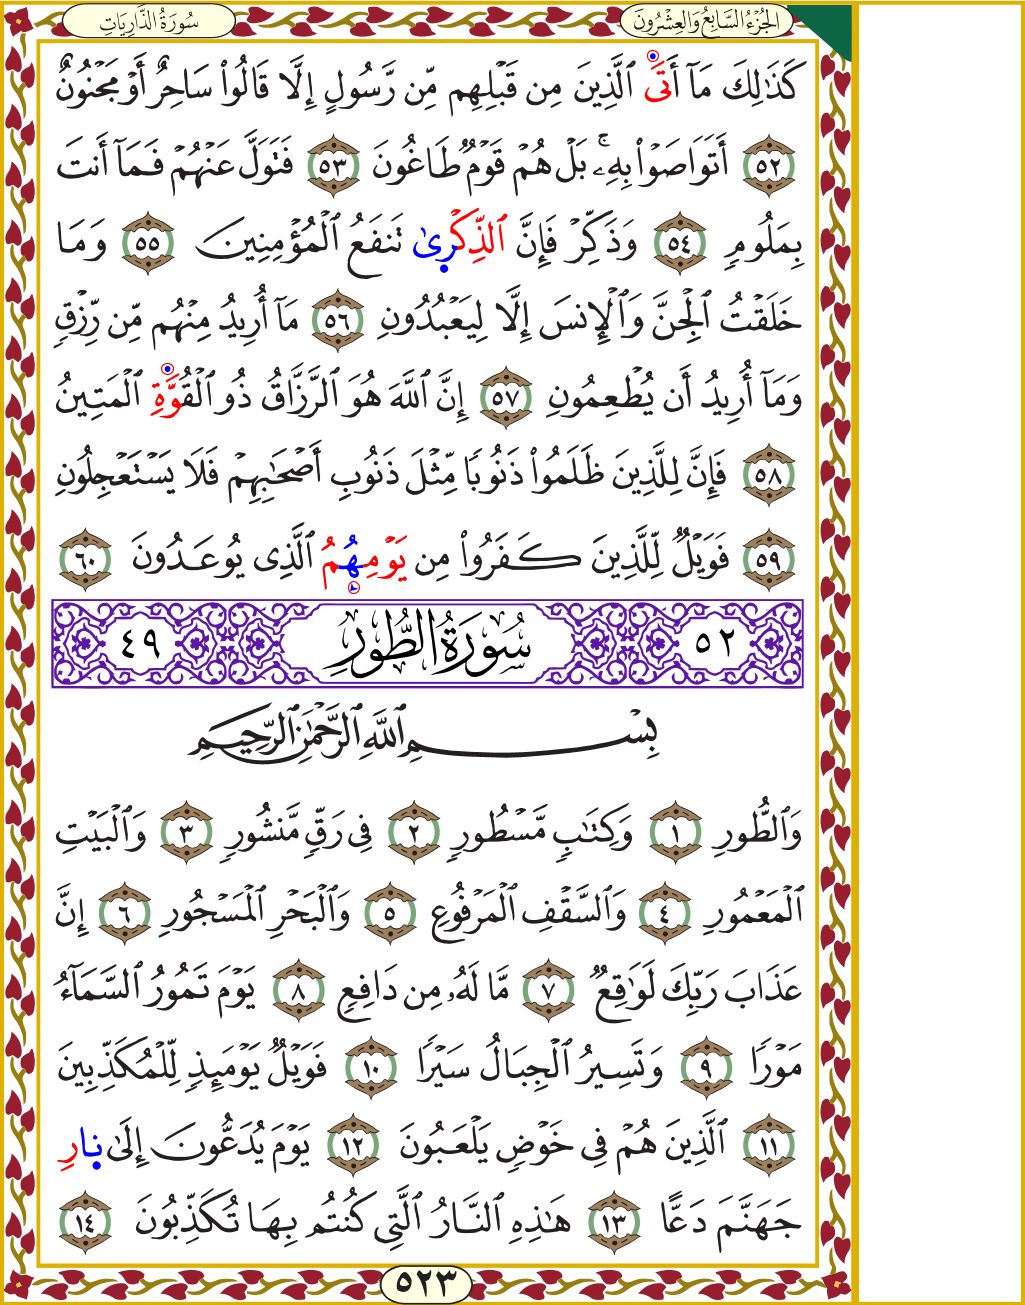 الجُزْءُ السَّابِعُ وَالعِشْرُونَ
سُورَةُ الذَّارِيَاتِ
كَذَٰلِكَ مَآ أَتَى ٱلَّذِينَ مِن قَبْلِهِم مِّن رَّسُولٍ إِلَّا قَالُوا۟ سَاحِرٌ أَوْ مَجْنُونٌ
٥٢ أَتَوَاصَوْا۟ بِهِۦ ۚ بَلْ هُمْ قَوْمٌ طَاغُونَ ٥٣ فَتَوَلَّ عَنْهُمْ فَمَآ أَنتَ
بِمَلُومٍ ٥٤ وَذَكِّرْ فَإِنَّ ٱلذِّكْرَىٰ تَنفَعُ ٱلْمُؤْمِنِينَ ٥٥ وَمَا
خَلَقْتُ ٱلْجِنَّ وَٱلْإِنسَ إِلَّا لِيَعْبُدُونِ ٥٦ مَآ أُرِيدُ مِنْهُم مِّن رِّزْقٍ
وَمَآ أُرِيدُ أَن يُطْعِمُونِ ٥٧ إِنَّ ٱللَّهَ هُوَ ٱلرَّزَّاقُ ذُو ٱلْقُوَّةِ ٱلْمَتِينُ
٥٨ فَإِنَّ لِلَّذِينَ ظَلَمُوا۟ ذَنُوبًا مِّثْلَ ذَنُوبِ أَصْحَٰبِهِمْ فَلَا يَسْتَعْجِلُونِ
٥٩ فَوَيْلٌ لِّلَّذِينَ كَفَرُوا۟ مِن يَوْمِهِمُ ٱلَّذِى يُوعَدُونَ ٦٠
٥٢ سُورَةُ الطُّورِ ٤٩
بِسْمِ ٱللَّهِ ٱلرَّحْمَٰنِ ٱلرَّحِيمِ
وَٱلطُّورِ ١ وَكِتَٰبٍ مَّسْطُورٍ ٢ فِى رَقٍّ مَّنشُورٍ ٣ وَٱلْبَيْتِ
ٱلْمَعْمُورِ ٤ وَٱلسَّقْفِ ٱلْمَرْفُوعِ ٥ وَٱلْبَحْرِ ٱلْمَسْجُورِ ٦ إِنَّ
عَذَابَ رَبِّكَ لَوَٰقِعٌ ٧ مَّا لَهُۥ مِن دَافِعٍ ٨ يَوْمَ تَمُورُ ٱلسَّمَآءُ
مَوْرًا ٩ وَتَسِيرُ ٱلْجِبَالُ سَيْرًا ١٠ فَوَيْلٌ يَوْمَئِذٍ لِّلْمُكَذِّبِينَ
١١ ٱلَّذِينَ هُمْ فِى خَوْضٍ يَلْعَبُونَ ١٢ يَوْمَ يُدَعُّونَ إِلَىٰ نَارِ
جَهَنَّمَ دَعًّا ١٣ هَٰذِهِ ٱلنَّارُ ٱلَّتِى كُنتُم بِهَا تُكَذِّبُونَ ١٤
٥٢٣